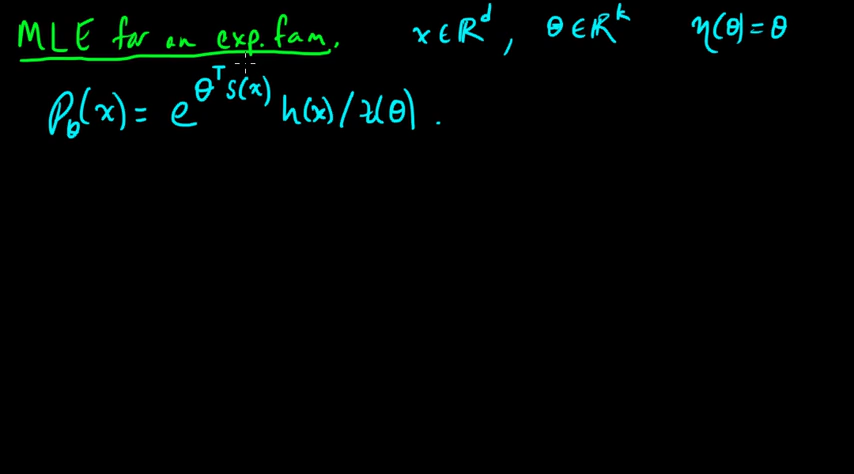 MLE for an exp. fam. x ∈ ℝ^d, θ ∈ ℝ^k η(θ) = θ
P_θ(x) = e^{θ^T s(x)} h(x) / z(θ) .